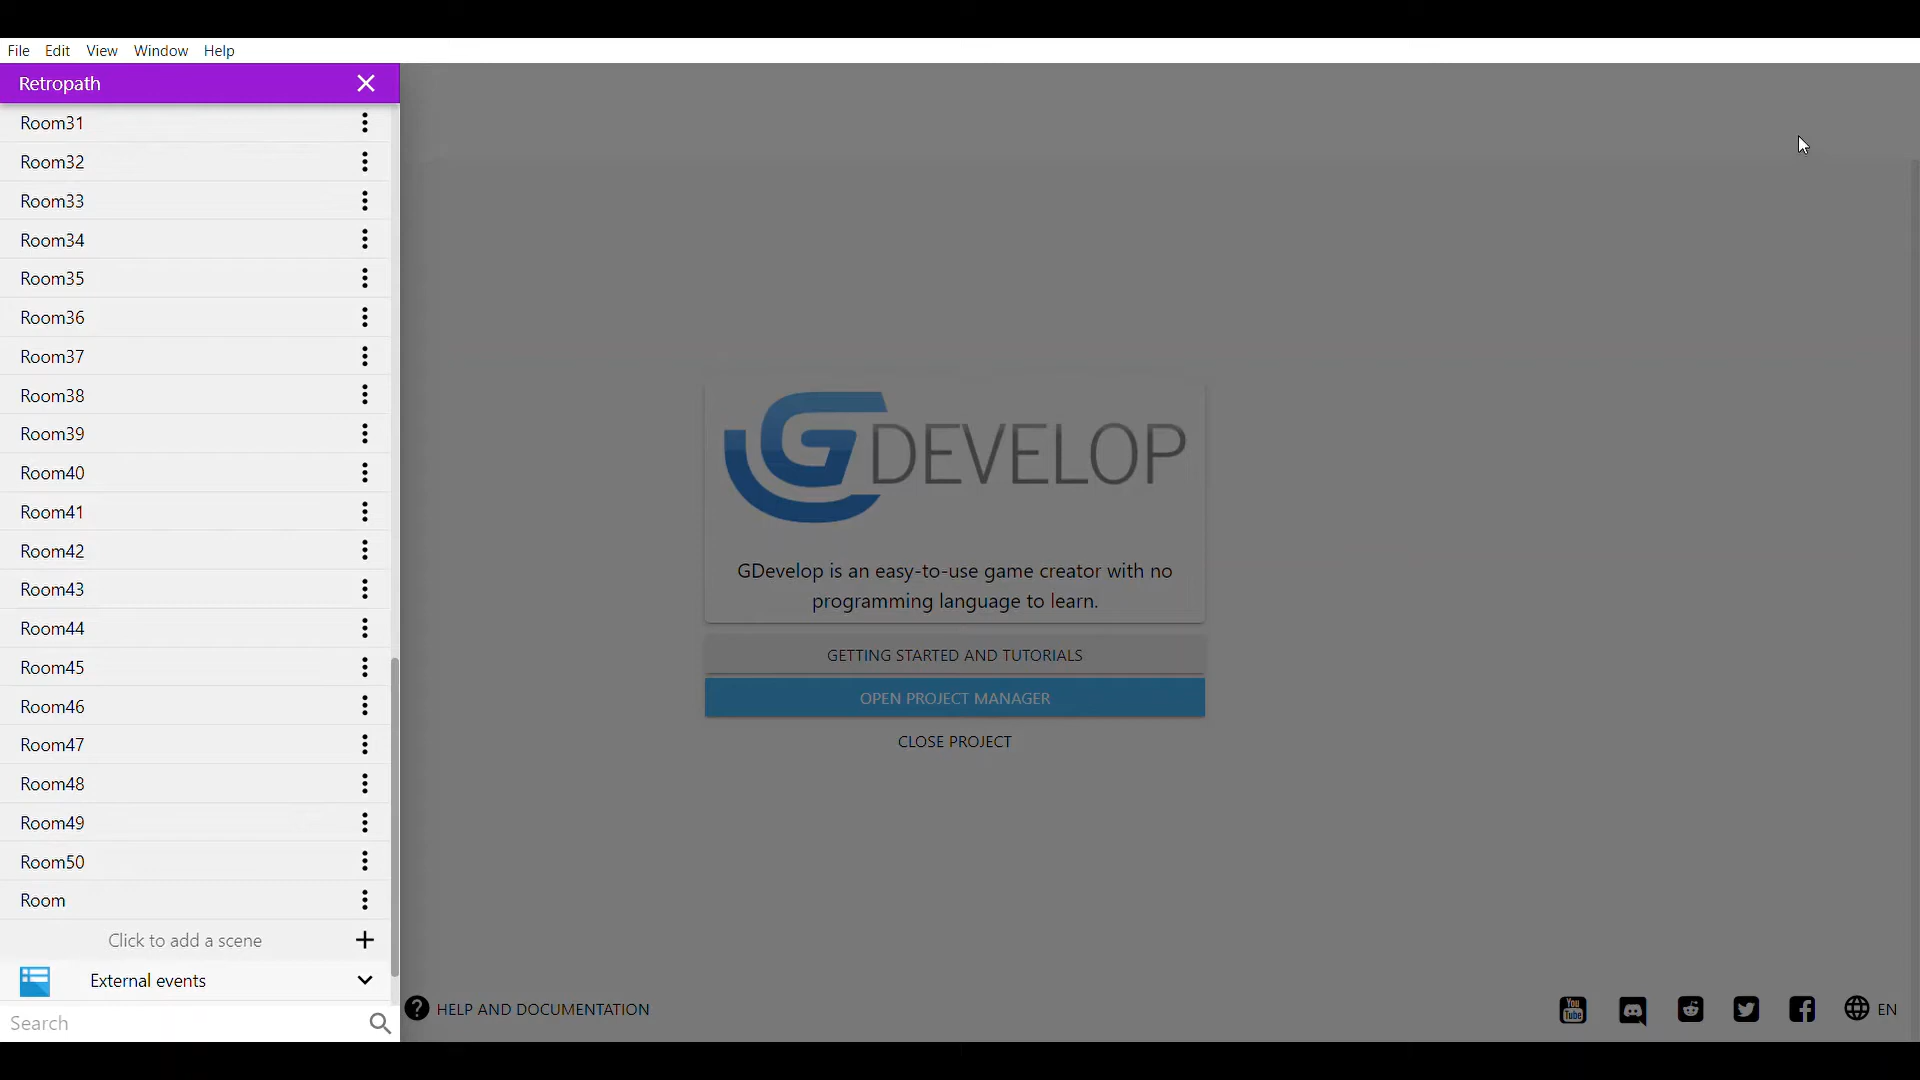 File Edit View Window Help
Retropath
Room31
Room32
Room33
Room34
Room35
Room36
Room37
Room38
Room39
Room40
Room41
Room42
Room43
Room44
Room45
Room46
Room47
Room48
Room49
Room50
Room
Click to add a scene
External events
Search
GDEVELOP
GDevelop is an easy-to-use game creator with no
programming language to learn.
GETTING STARTED AND TUTORIALS
OPEN PROJECT MANAGER
CLOSE PROJECT
? HELP AND DOCUMENTATION
You Tube
EN